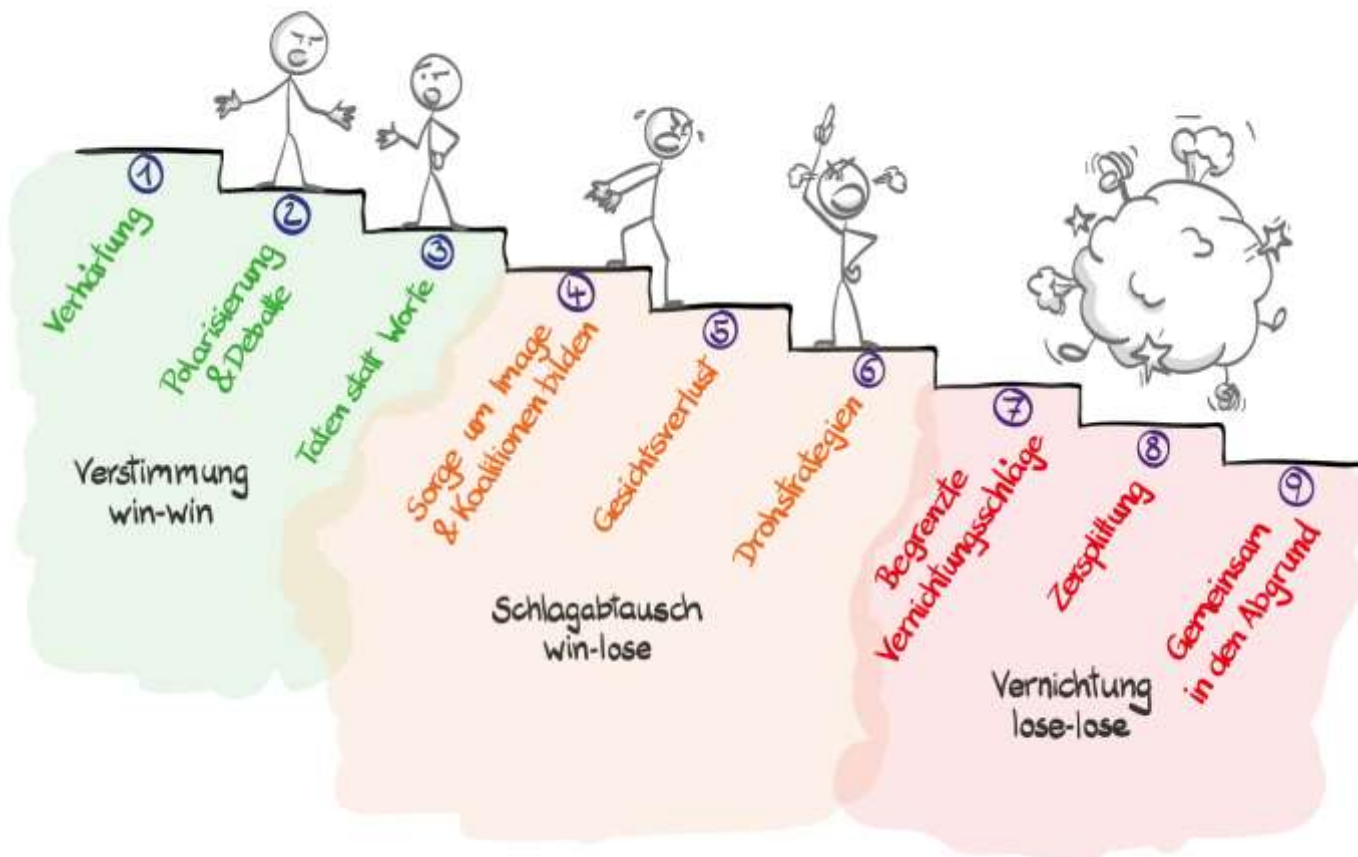 1
Verhärtung
2
Polarisierung
& Debatte
3
Taten statt Worte
Verstimmung
win-win
4
Sorge um Image
& Koalitionen bilden
5
Gesichtsverlust
6
Drohstrategien
Schlagabtausch
win-lose
7
Begrenzte
Vernichtungsschläge
8
Zersplittung
9
Gemeinsam
in den Abgrund
Vernichtung
lose-lose